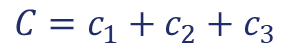 C = c₁ + c₂ + c₃